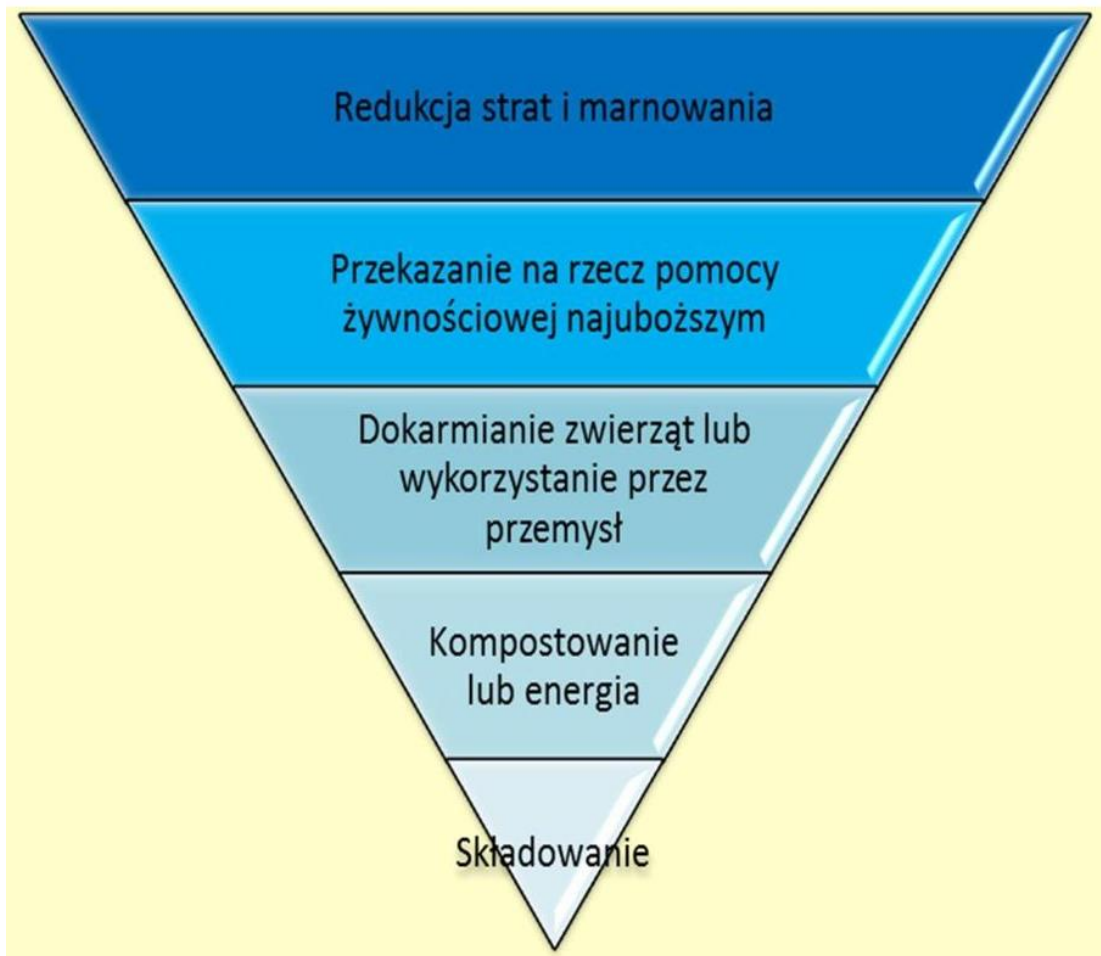 Redukcja strat i marnowania
Przekazanie na rzecz pomocy
żywnościowej najuboższym
Dokarmianie zwierząt lub
wykorzystanie przez
przemysł
Kompostowanie
lub energia
Składowanie